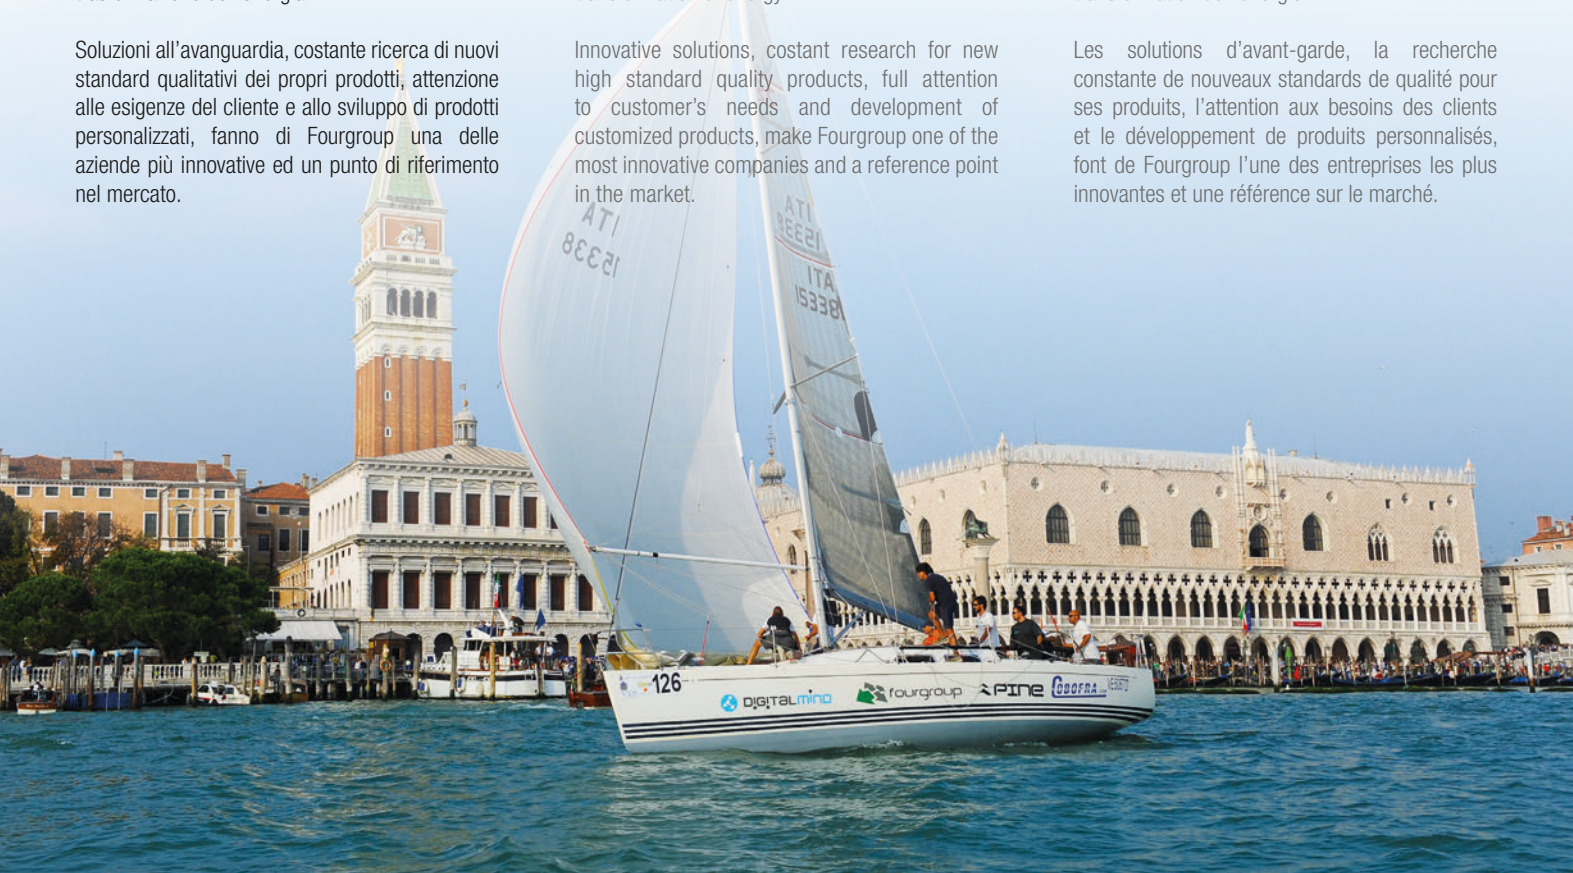 Soluzioni all’avanguardia, costante ricerca di nuovi
standard qualitativi dei propri prodotti, attenzione
alle esigenze del cliente e allo sviluppo di prodotti
personalizzati, fanno di Fourgroup una delle
aziende più innovative ed un punto di riferimento
nel mercato.
Innovative solutions, costant research for new
high standard quality products, full attention
to customer’s needs and development of
customized products, make Fourgroup one of the
most innovative companies and a reference point
in the market.
Les solutions d’avant-garde, la recherche
constante de nouveaux standards de qualité pour
ses produits, l’attention aux besoins des clients
et le développement de produits personnalisés,
font de Fourgroup l’une des entreprises les plus
innovantes et une référence sur le marché.
ITA
15338
ITA
15338
ITA
15338
126
DIGITALMIND
fourgroup
PINE
COBOFRA